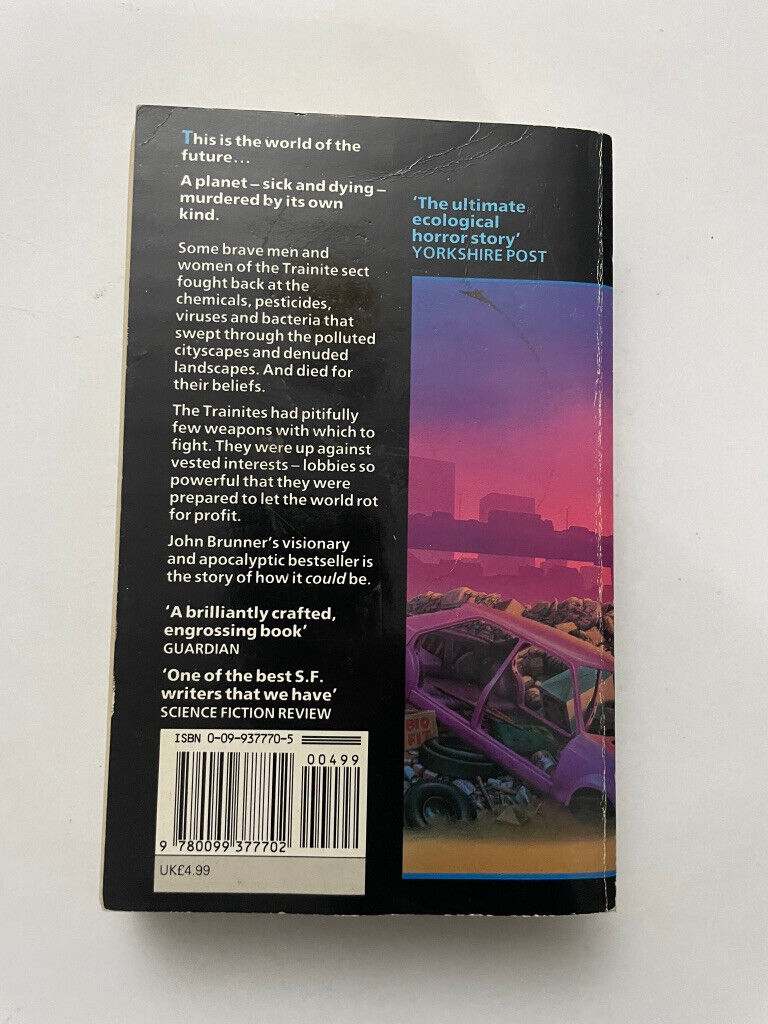 This is the world of the
future...
A planet – sick and dying –
murdered by its own
kind.
Some brave men and
women of the Trainite sect
fought back at the
chemicals, pesticides,
viruses and bacteria that
swept through the polluted
cityscapes and denuded
landscapes. And died for
their beliefs.
The Trainites had pitifully
few weapons with which to
fight. They were up against
vested interests – lobbies so
powerful that they were
prepared to let the world rot
for profit.
John Brunner's visionary
and apocalyptic bestseller is
the story of how it could be.
'A brilliantly crafted,
engrossing book'
GUARDIAN
'One of the best S.F.
writers that we have'
SCIENCE FICTION REVIEW
ISBN 0-09-937770-5
00499
9 780099 377702
UK£4.99
'The ultimate
ecological
horror story'
YORKSHIRE POST